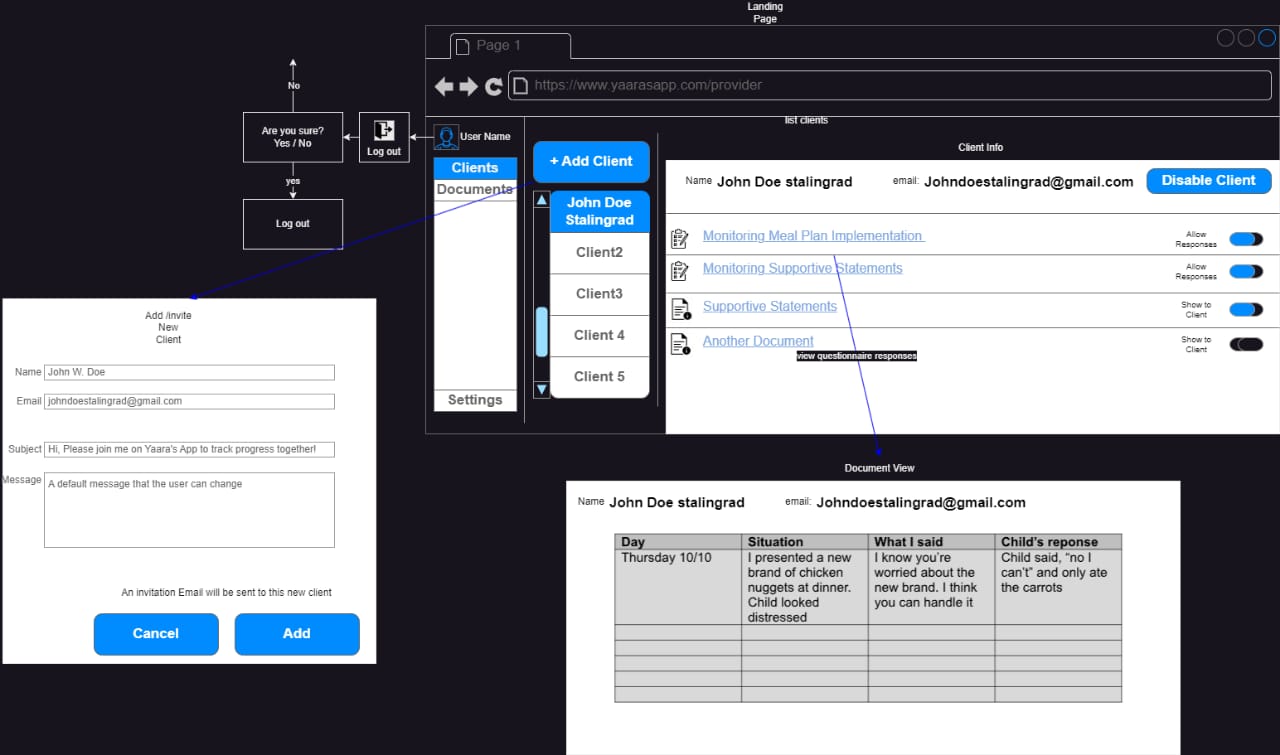 Landing
Page
Page 1
https://www.yaarasapp.com/provider
No
Are you sure?
Yes / No
Log out
yes
Log out
User Name
Clients
Documents
Settings
list clients
+ Add Client
John Doe
Stalingrad
Client2
Client3
Client 4
Client 5
Client Info
Name John Doe stalingrad email: Johndoestalingrad@gmail.com Disable Client
Monitoring Meal Plan Implementation
Allow
Responses
Monitoring Supportive Statements
Allow
Responses
Supportive Statements
Show to
Client
Another Document
Show to
Client
view questionnaire responses
Add /invite
New
Client
Name John W. Doe
Email johndoestalingrad@gmail.com
Subject Hi, Please join me on Yaara's App to track progress together!
Message A default message that the user can change
An invitation Email will be sent to this new client
Cancel Add
Document View
Name John Doe stalingrad email: Johndoestalingrad@gmail.com
Day Situation What I said Child's reponse
Thursday 10/10
I presented a new
brand of chicken
nuggets at dinner.
Child looked
distressed
I know you're
worried about the
new brand. I think
you can handle it
Child said, "no I
can't" and only ate
the carrots